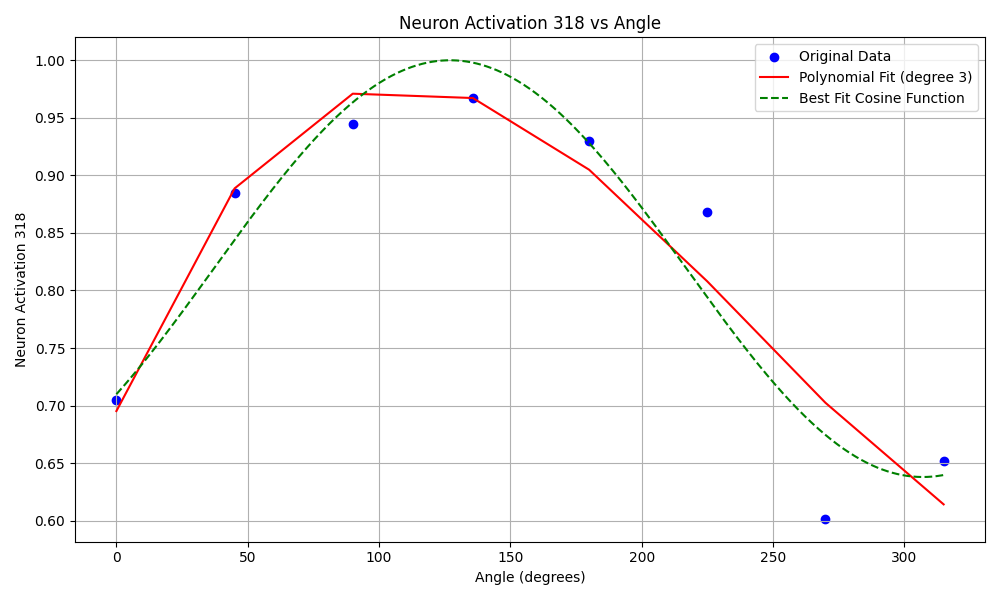 Neuron Activation 318 vs Angle
Original Data
Polynomial Fit (degree 3)
Best Fit Cosine Function
Neuron Activation 318
1.00
0.95
0.90
0.85
0.80
0.75
0.70
0.65
0.60
0 50 100 150 200 250 300
Angle (degrees)